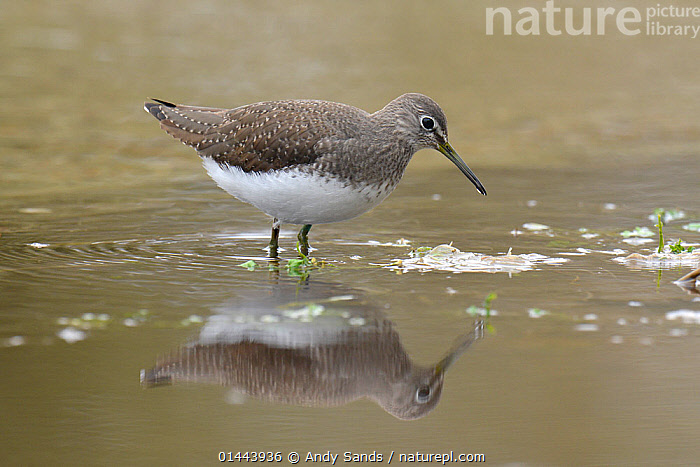 nature picture library
01443936 © Andy Sands / naturepl.com